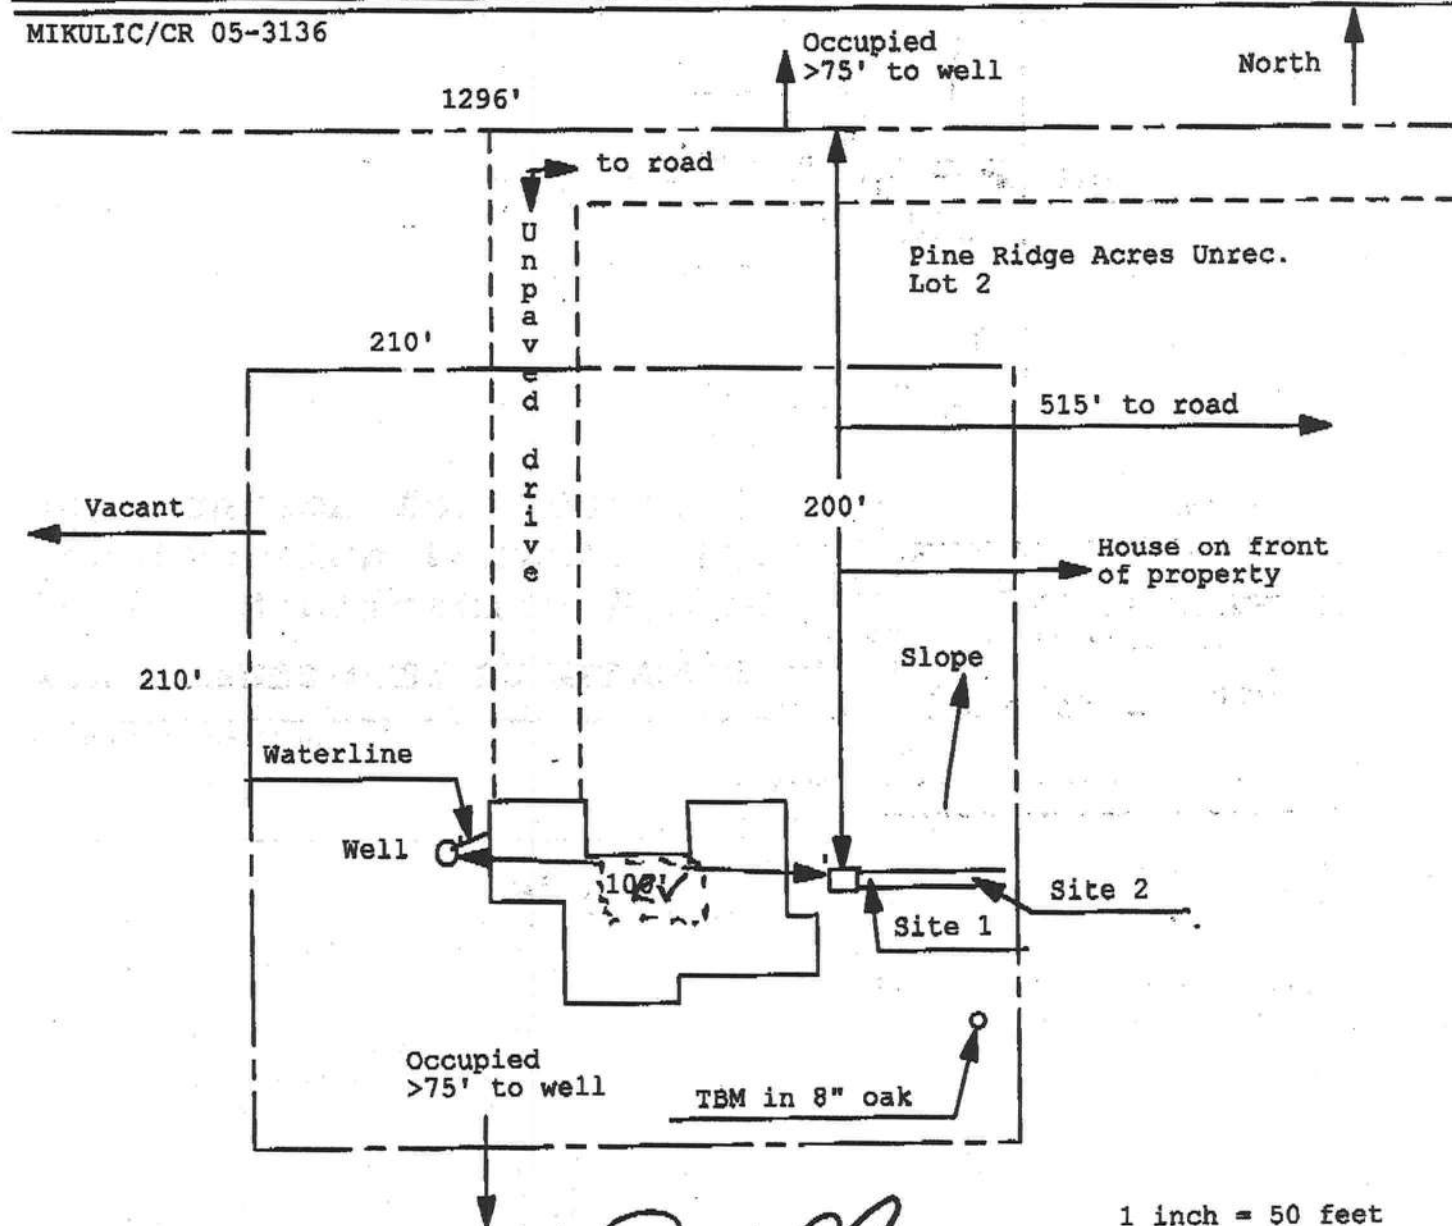 MIKULIC/CR 05-3136
Occupied
>75' to well
North
1296'
to road
Unpaved drive
Pine Ridge Acres Unrec.
Lot 2
210'
515' to road
Vacant
200'
House on front
of property
Slope
210'
Waterline
Well
100'
Site 2
Site 1
Occupied
>75' to well
TBM in 8" oak
1 inch = 50 feet